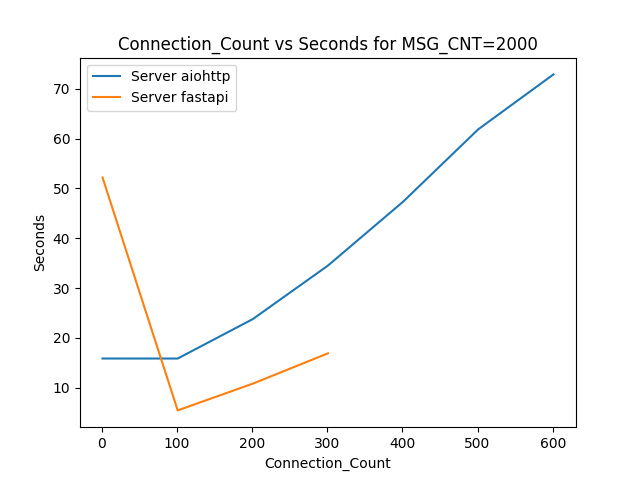 Connection_Count vs Seconds for MSG_CNT=2000
Server aiohttp
Server fastapi
70
60
50
40
30
20
10
Seconds
0 100 200 300 400 500 600
Connection_Count